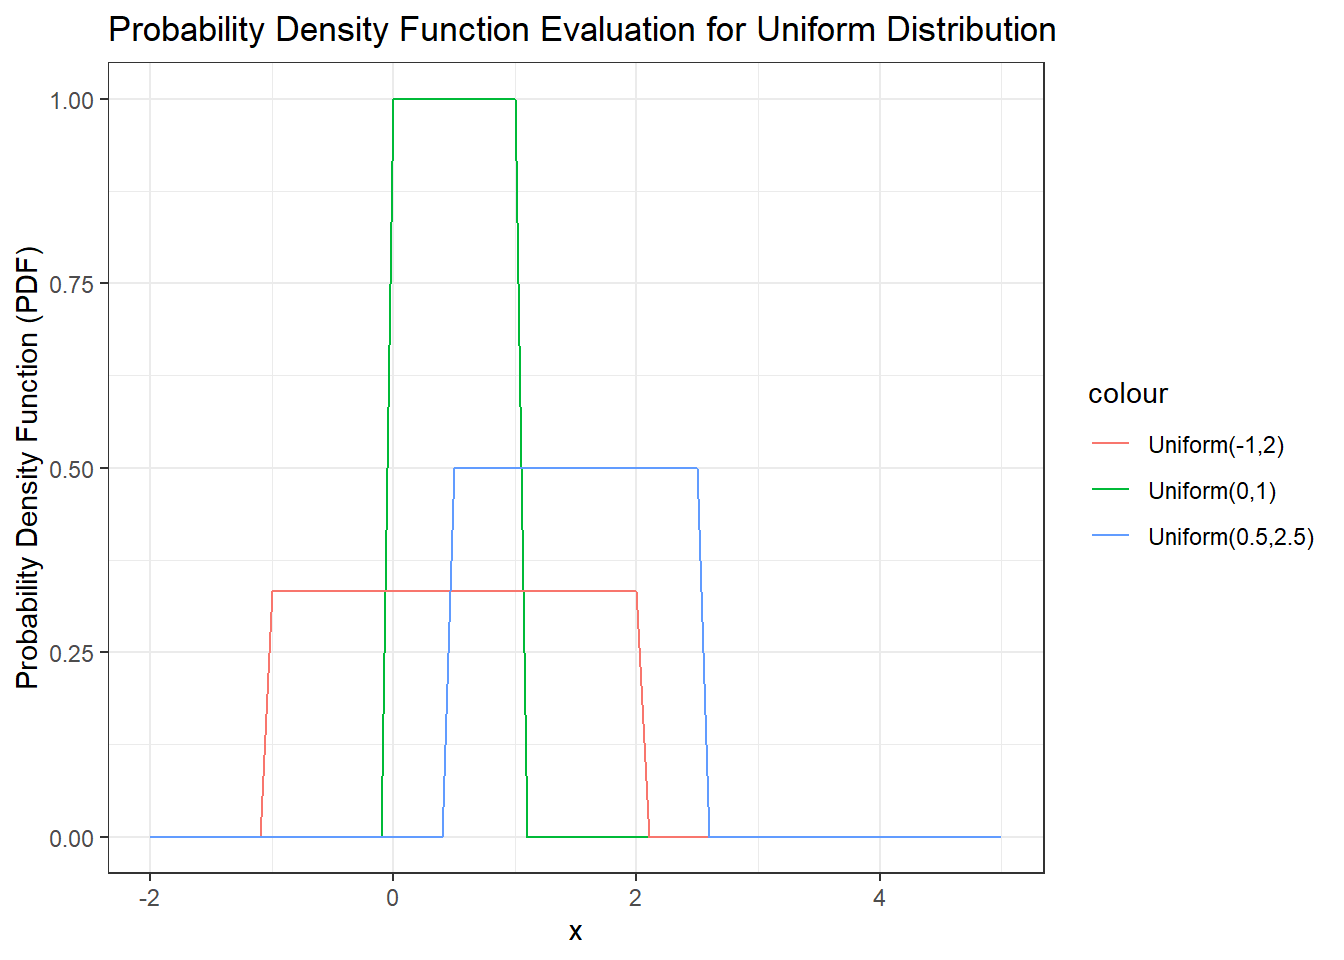 Probability Density Function Evaluation for Uniform Distribution
Probability Density Function (PDF)
1.00
0.75
0.50
0.25
0.00
-2
0
2
4
x
colour
Uniform(-1,2)
Uniform(0,1)
Uniform(0.5,2.5)